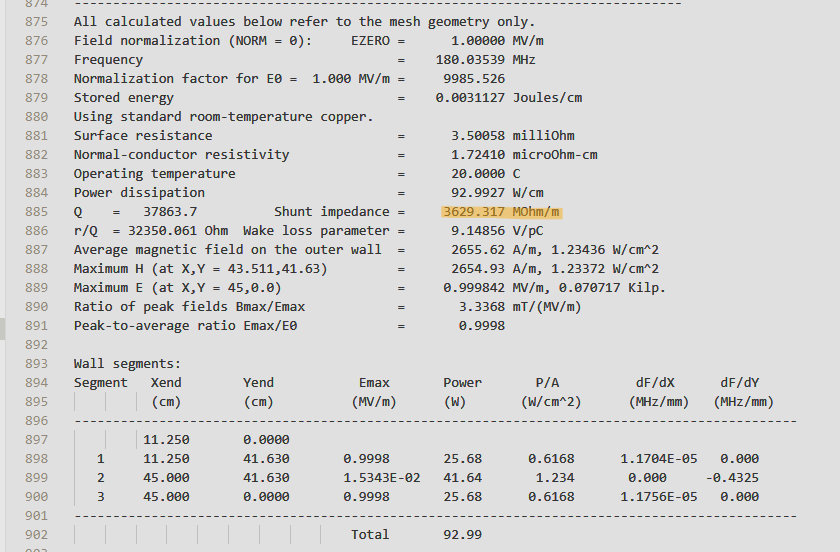 874 --------------------------------------------------------------------------------
875 All calculated values below refer to the mesh geometry only.
876 Field normalization (NORM = 0): EZERO = 1.00000 MV/m
877 Frequency = 180.03539 MHz
878 Normalization factor for E0 = 1.000 MV/m = 9985.526
879 Stored energy = 0.0031127 Joules/cm
880 Using standard room-temperature copper.
881 Surface resistance = 3.50058 milliOhm
882 Normal-conductor resistivity = 1.72410 microOhm-cm
883 Operating temperature = 20.0000 C
884 Power dissipation = 92.9927 W/cm
885 Q = 37863.7 Shunt impedance = 3629.317 MOhm/m
886 r/Q = 32350.061 Ohm Wake loss parameter = 9.14856 V/pC
887 Average magnetic field on the outer wall = 2655.62 A/m, 1.23436 W/cm^2
888 Maximum H (at X,Y = 43.511,41.63) = 2654.93 A/m, 1.23372 W/cm^2
889 Maximum E (at X,Y = 45,0.0) = 0.999842 MV/m, 0.070717 Kilp.
890 Ratio of peak fields Bmax/Emax = 3.3368 mT/(MV/m)
891 Peak-to-average ratio Emax/E0 = 0.9998
892
893 Wall segments:
894 Segment Xend Yend Emax Power P/A dF/dX dF/dY
895 (cm) (cm) (MV/m) (W) (W/cm^2) (MHz/mm) (MHz/mm)
896 ----------------------------------------------------------------------------------------------
897 11.250 0.0000
898 1 11.250 41.630 0.9998 25.68 0.6168 1.1704E-05 0.000
899 2 45.000 41.630 1.5343E-02 41.64 1.234 0.000 -0.4325
900 3 45.000 0.0000 0.9998 25.68 0.6168 1.1756E-05 0.000
901 ----------------------------------------------------------------------------------------------
902 Total 92.99